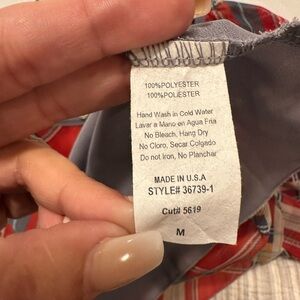 100%POLYESTER
100%POLIESTER
Hand Wash in Cold Water
Lavar a Mano en Agua Fria
No Bleach, Hang Dry
No Cloro, Secar Colgado
Do not Iron, No Planchar
MADE IN U.S.A
STYLE# 36739-1
Cut# 5619
M